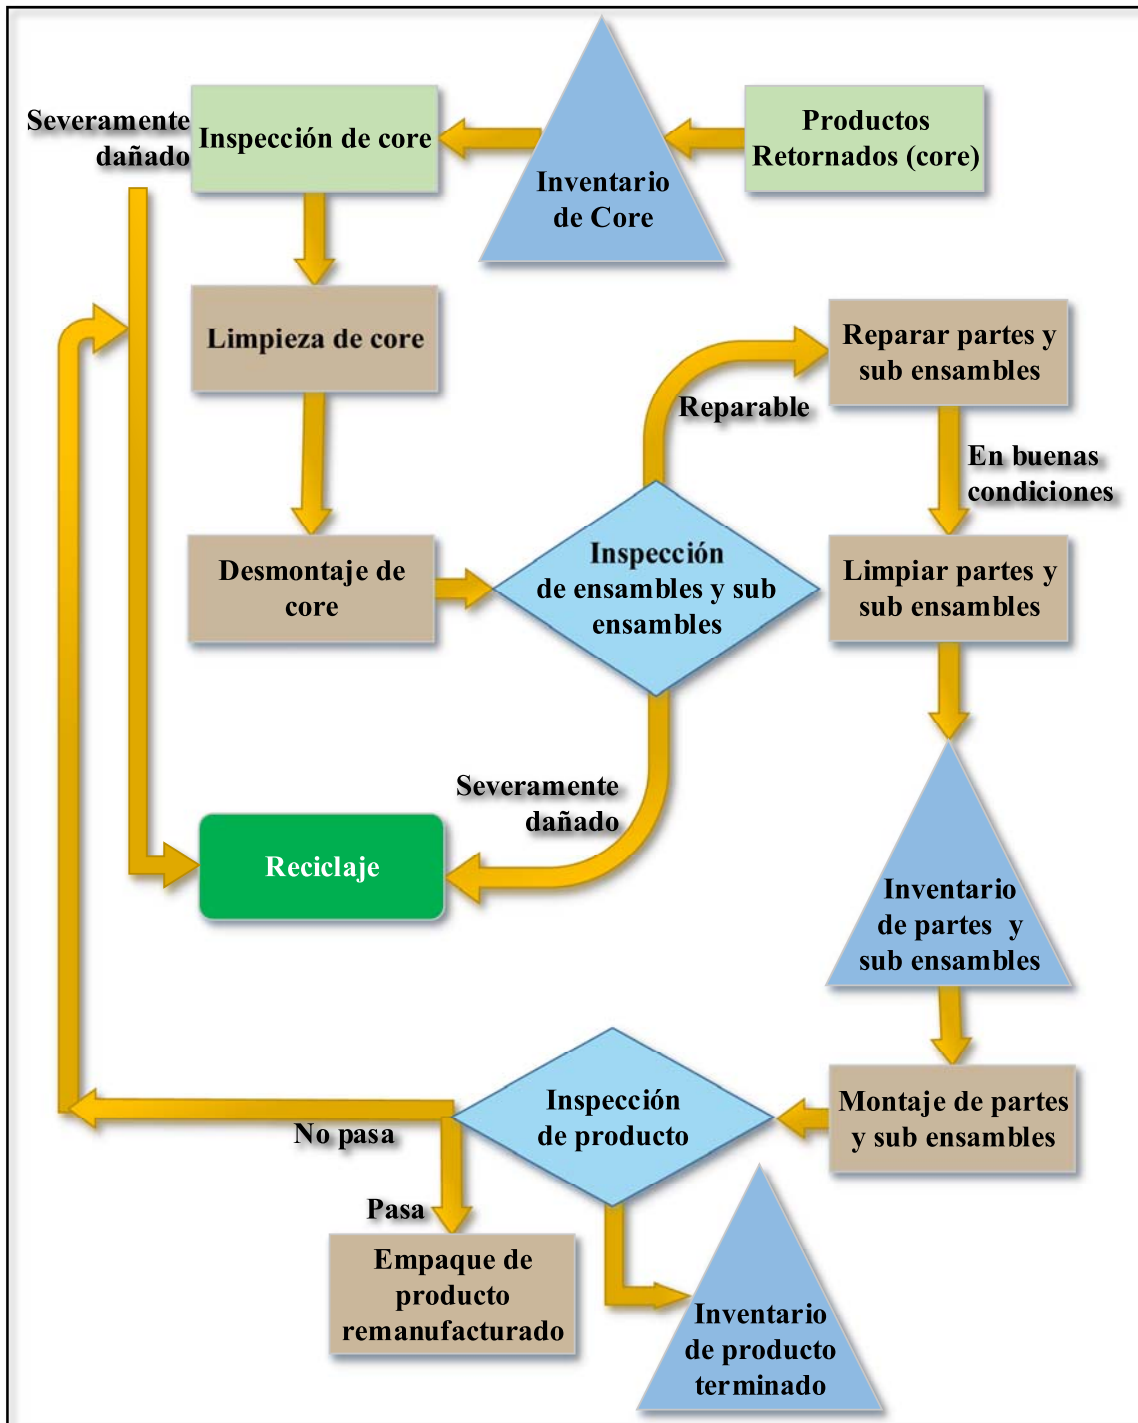 Severamente
dañado
Inspección de core
Inventario
de Core
Productos
Retornados (core)
Limpieza de core
Reparar partes y
sub ensambles
Reparable
En buenas
condiciones
Desmontaje de
core
Inspección
de ensambles y sub
ensambles
Limpiar partes y
sub ensambles
Severamente
dañado
Reciclaje
Inventario
de partes y
sub ensambles
Inspección
de producto
Montaje de partes
y sub ensambles
No pasa
Pasa
Empaque de
producto
remanufacturado
Inventario
de producto
terminado